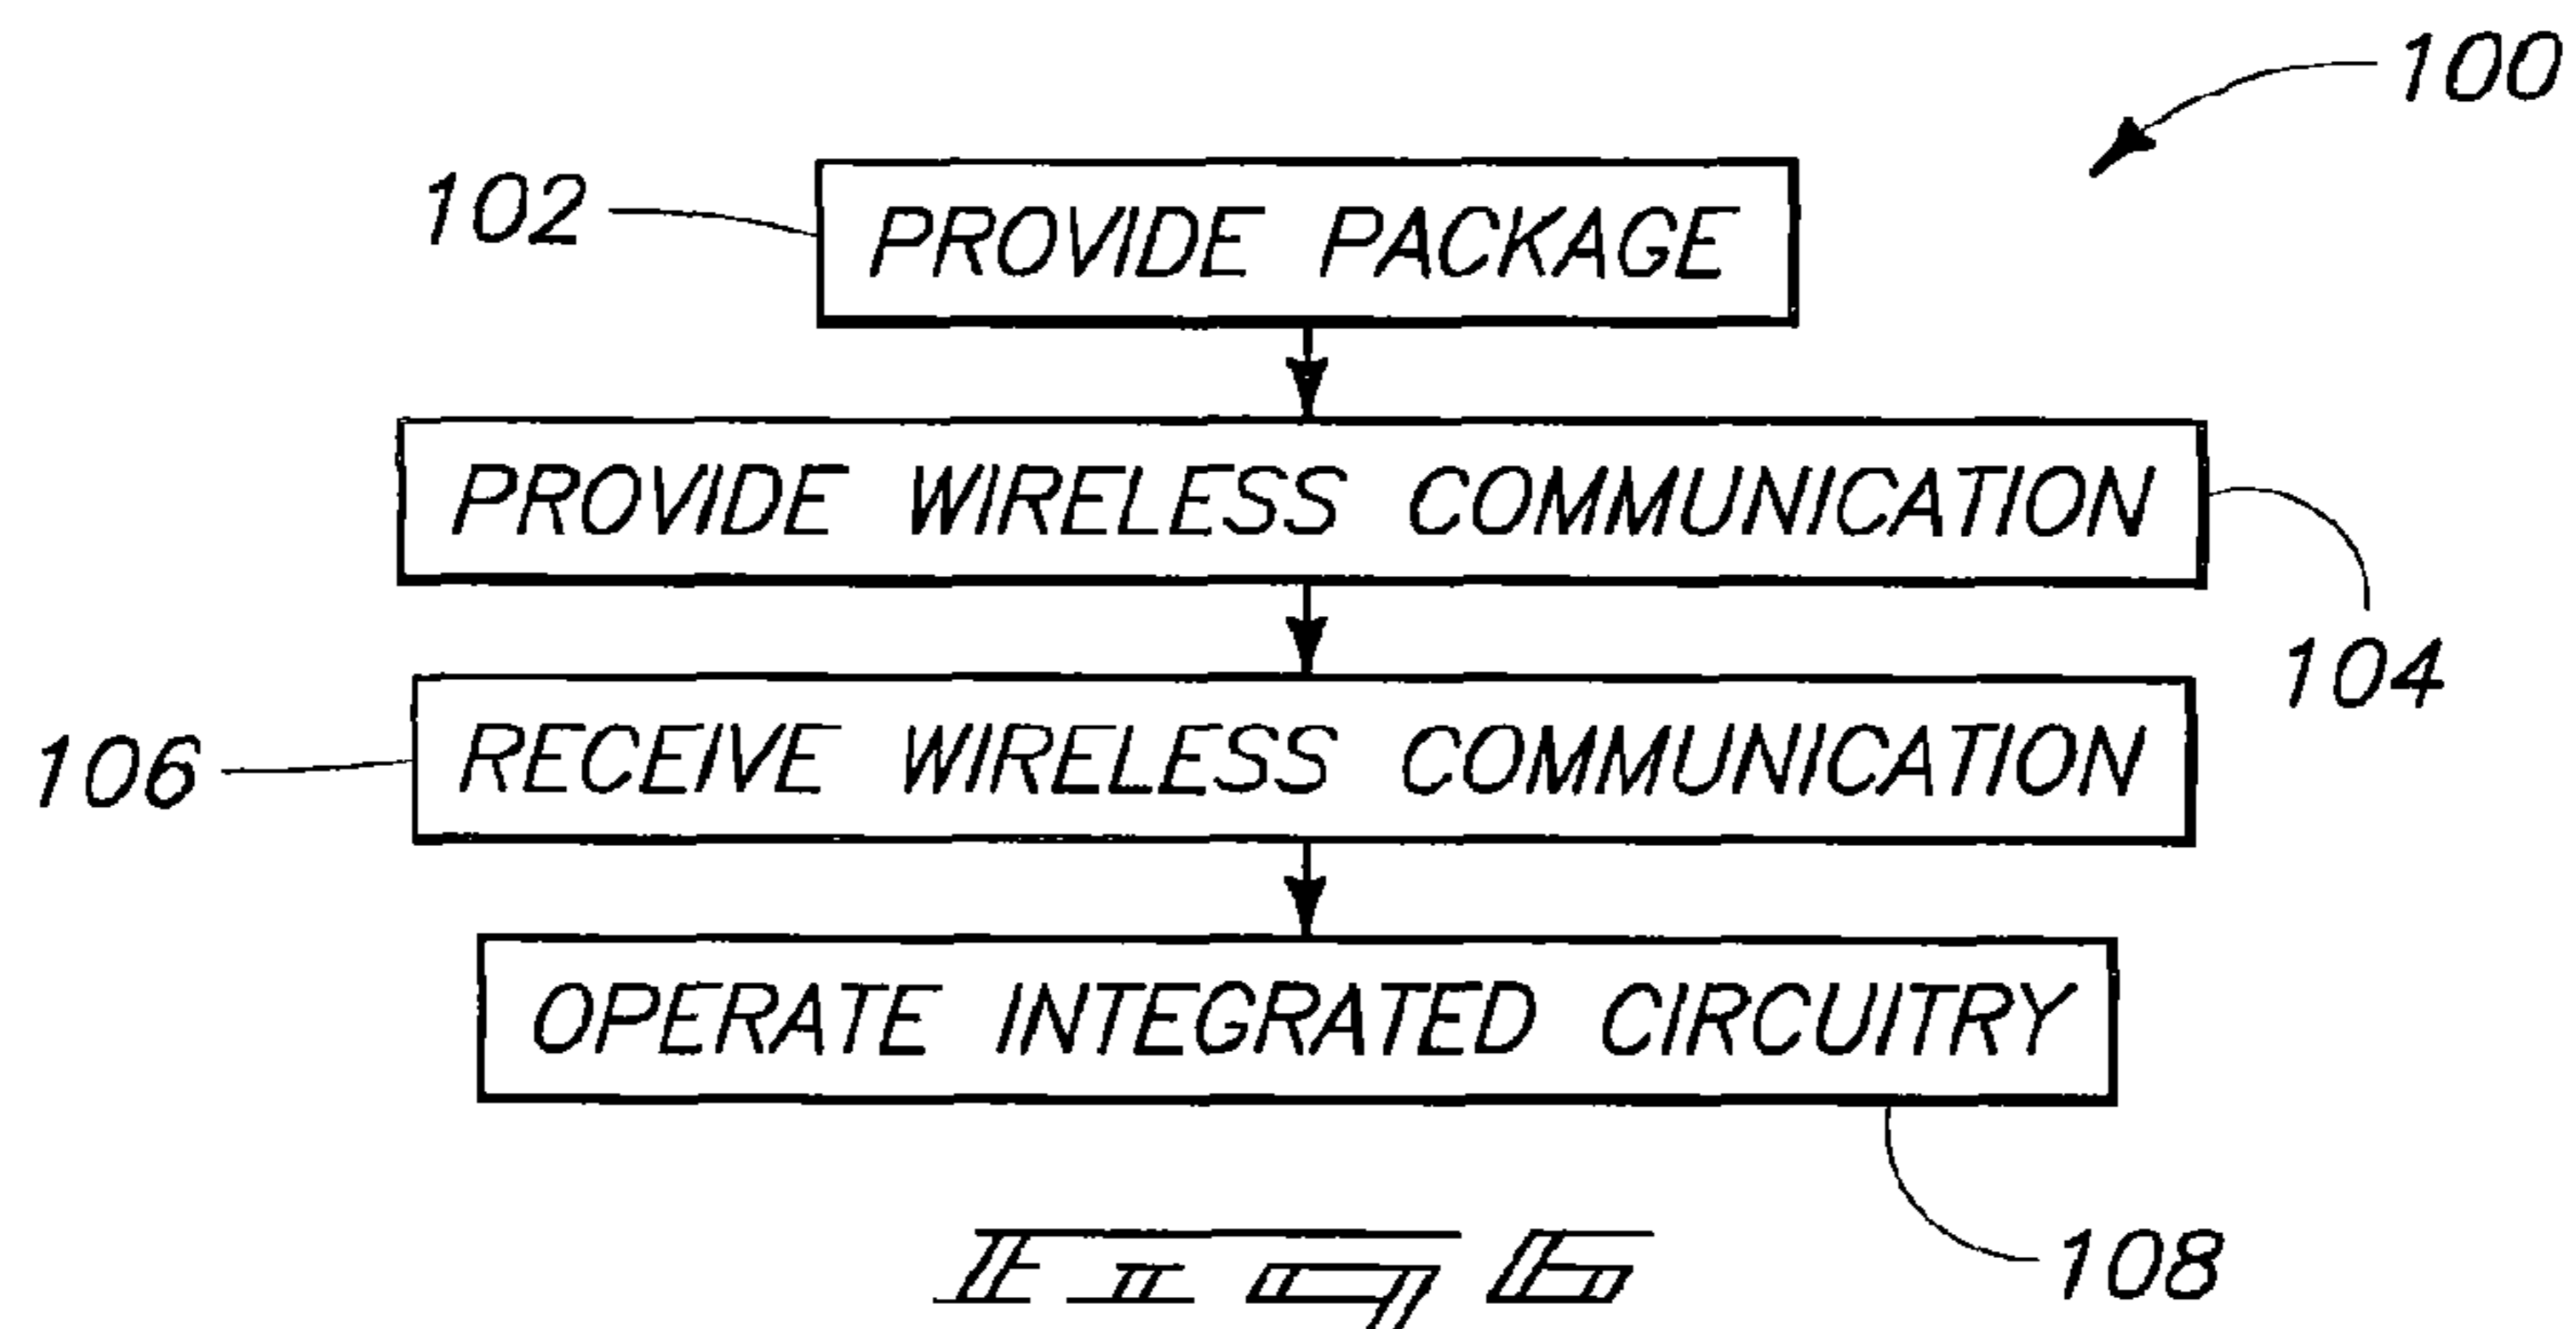 100
102
PROVIDE PACKAGE
PROVIDE WIRELESS COMMUNICATION
104
106
RECEIVE WIRELESS COMMUNICATION
OPERATE INTEGRATED CIRCUITRY
108
Fig 6